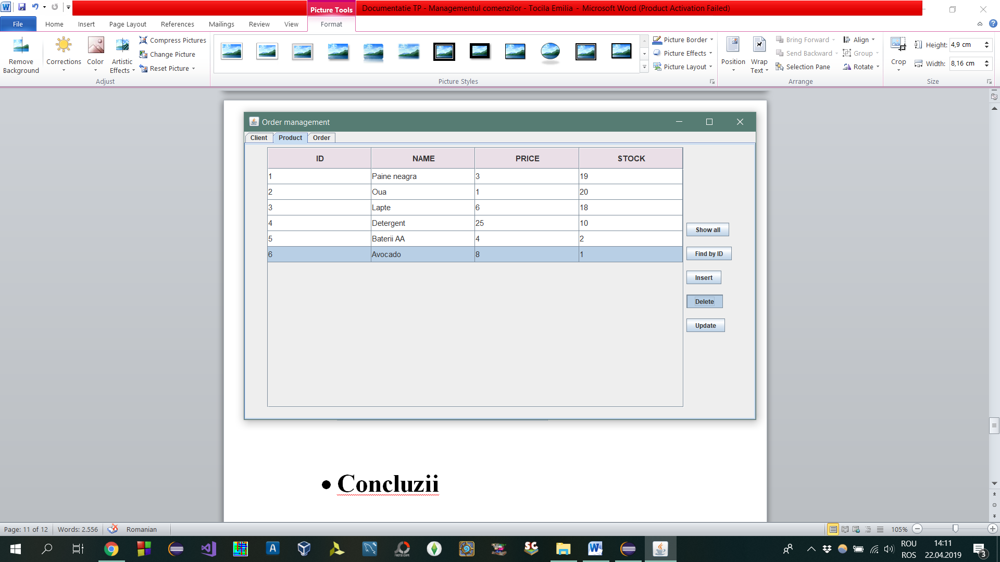 Picture Tools
Documentatie TP - Managementul comenzilor - Tocila Emilia - Microsoft Word (Product Activation Failed)
File Home Insert Page Layout References Mailings Review View Format
Remove Background
Corrections
Color
Artistic Effects
Compress Pictures
Change Picture
Reset Picture
Adjust
Picture Styles
Picture Border
Picture Effects
Picture Layout
Position
Wrap Text
Bring Forward
Send Backward
Selection Pane
Align
Group
Rotate
Arrange
Crop
Height: 4,9 cm
Width: 8,16 cm
Size
Order management
Client Product Order
ID NAME PRICE STOCK
1 Paine neagra 3 19
2 Oua 1 20
3 Lapte 6 18
4 Detergent 25 10
5 Baterii AA 4 2
6 Avocado 8 1
Show all
Find by ID
Insert
Delete
Update
• Concluzii
Page: 11 of 12 Words: 2.556 Romanian 105%
ROU
ROS
14:11
22.04.2019
3